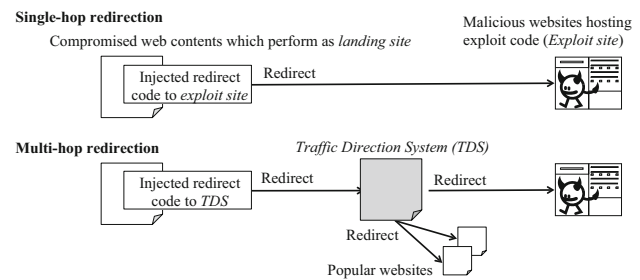 Single-hop redirection
Compromised web contents which perform as landing site
Malicious websites hosting
exploit code (Exploit site)
Injected redirect
code to exploit site
Redirect
Multi-hop redirection
Traffic Direction System (TDS)
Injected redirect
code to TDS
Redirect
Redirect
Redirect
Popular websites